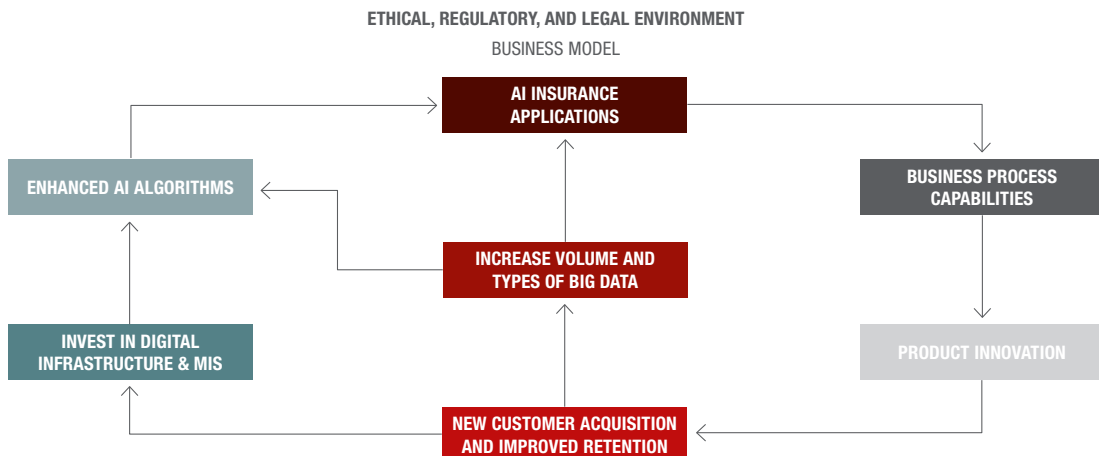 ETHICAL, REGULATORY, AND LEGAL ENVIRONMENT
BUSINESS MODEL
AI INSURANCE
APPLICATIONS
ENHANCED AI ALGORITHMS
BUSINESS PROCESS
CAPABILITIES
INCREASE VOLUME AND
TYPES OF BIG DATA
INVEST IN DIGITAL
INFRASTRUCTURE & MIS
PRODUCT INNOVATION
NEW CUSTOMER ACQUISITION
AND IMPROVED RETENTION